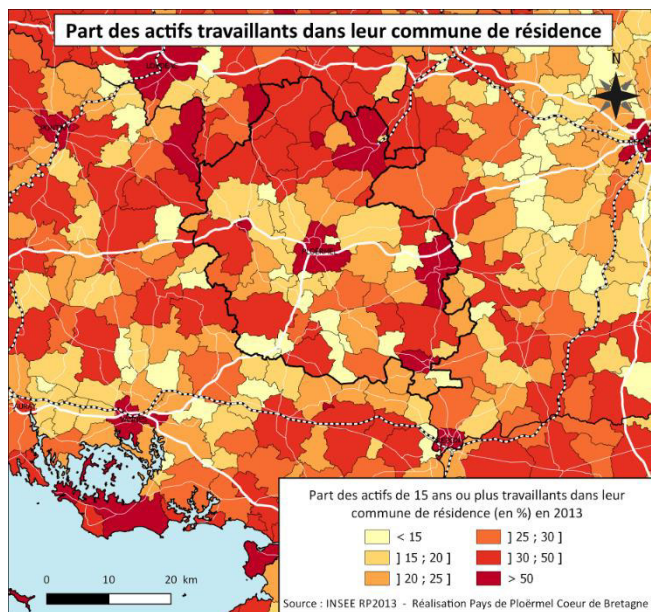 Part des actifs travaillants dans leur commune de résidence
N
Part des actifs de 15 ans ou plus travaillants dans leur
commune de résidence (en %) en 2013
< 15
] 15 ; 20 ]
] 20 ; 25 ]
] 25 ; 30 ]
] 30 ; 50 ]
> 50
0 10 20 km
Source : INSEE RP2013 - Réalisation Pays de Ploërmel Coeur de Bretagne